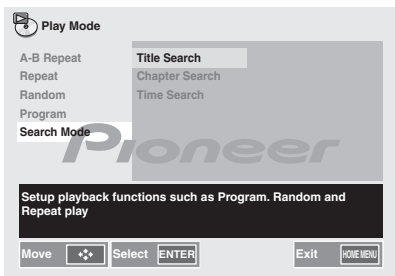 Play Mode
A-B Repeat
Title Search
Repeat
Chapter Search
Random
Time Search
Program
Search Mode
Pioneer
Setup playback functions such as Program. Random and
Repeat play
Move Select ENTER Exit HOME MENU